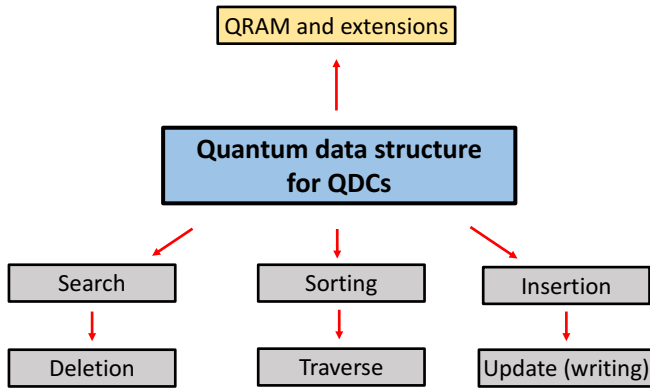 QRAM and extensions
Quantum data structure
for QDCs
Search
Sorting
Insertion
Deletion
Traverse
Update (writing)